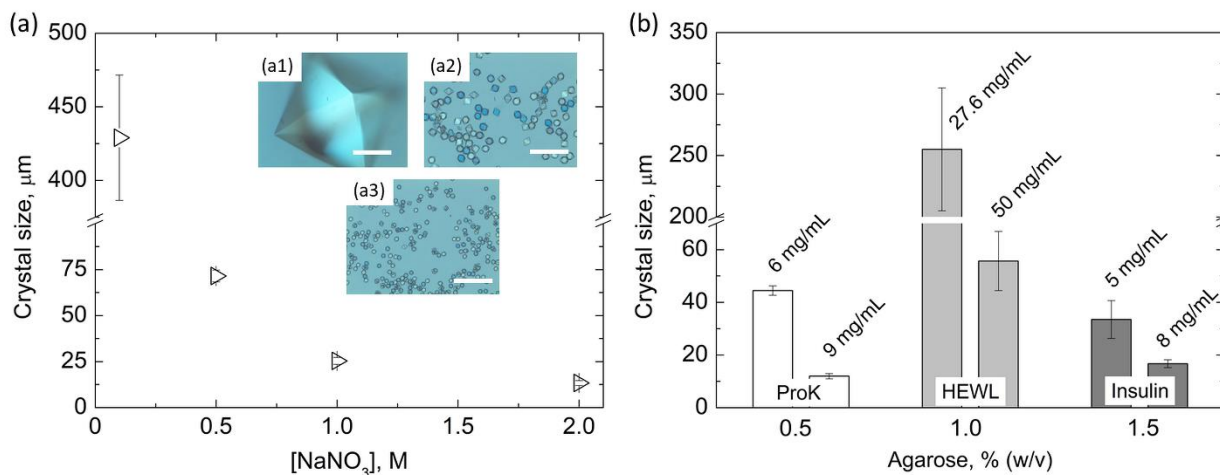 (a)
500
450
400
75
50
25
0
Crystal size, μm
(a1)
(a2)
(a3)
0 0.5 1.0 1.5 2.0
[NaNO₃], M
(b)
350
300
250
200
60
40
20
0
Crystal size, μm
6 mg/mL
9 mg/mL
27.6 mg/mL
50 mg/mL
5 mg/mL
8 mg/mL
ProK HEWL Insulin
0.5 1.0 1.5
Agarose, % (w/v)